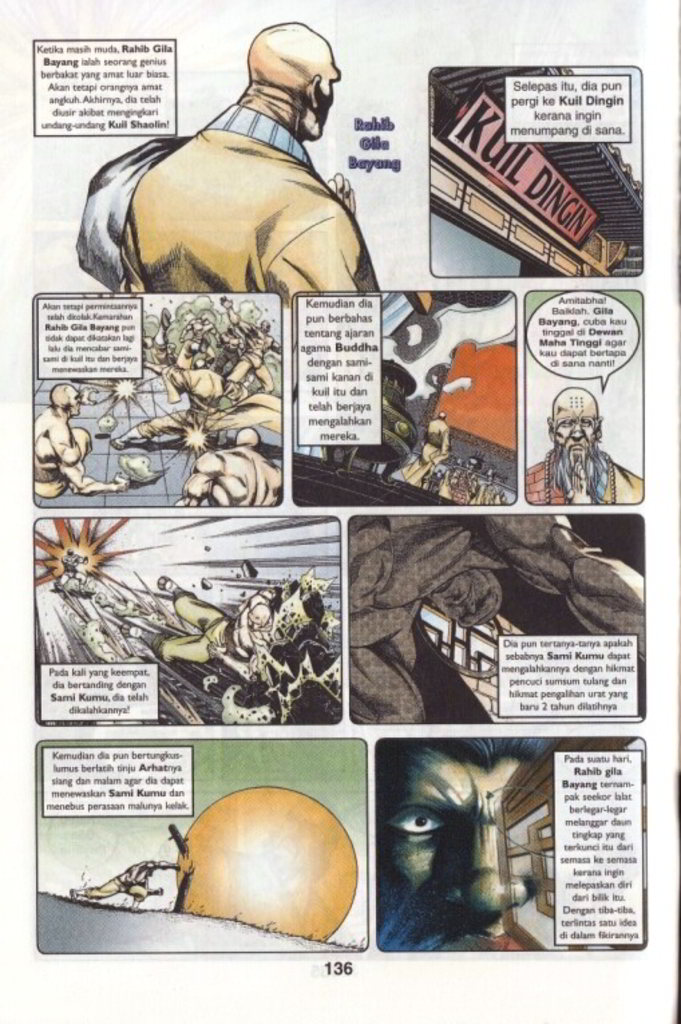 Ketika masih muda, Rahib Gila
Bayang ialah seorang genius
berbakat yang amat luar biasa.
Akan tetapi orangnya amat
angkuh. Akhirnya, dia telah
diusir akibat mengingkari
undang-undang Kuil Shaolin!
Rahib
Gila
Bayang
Selepas itu, dia pun
pergi ke Kuil Dingin
kerana ingin
menumpang di sana.
KUIL DINGIN
Akan tetapi permintaannya
telah ditolak. Kemarahan
Rahib Gila Bayang pun
tidak dapat dikawal lagi
lalu dia mencabar sami-
sami di kuil itu dan berjaya
menewaskan mereka.
Kemudian dia
pun berbahas
tentang ajaran
agama Buddha
dengan sami-
sami kanan di
kuil itu dan
telah berjaya
mengalahkan
mereka.
Amitabha!
Baiklah. Gila
Bayang, cuba kau
tinggal di Dewan
Maha Tinggi agar
kau dapat bertapa
di sana nanti!
Pada kali yang keempat,
dia bertanding dengan
Sami Kumu, dia telah
dikalahkannya!
Dia pun tertanya-tanya apakah
sebabnya Sami Kumu dapat
mengalahkannya dengan hikmat
pencuci sumsum tulang dan
hikmat pengalihan urat yang
baru 2 tahun dilatihnya
Kemudian dia pun bertungkus-
lumus berlatih tinju Arhatnya
siang dan malam agar dia dapat
menewaskan Sami Kumu dan
menebus perasaan malunya kelak.
Pada suatu hari,
Rahib gila
Bayang ternam-
pak seekor lalat
berlegar-legar
melanggar daun
tingkap yang
terkunci itu dari
semasa ke semasa
kerana ingin
melepaskan diri
dari bilik itu.
Dengan tiba-tiba,
terlintas satu idea
di dalam fikirannya
136